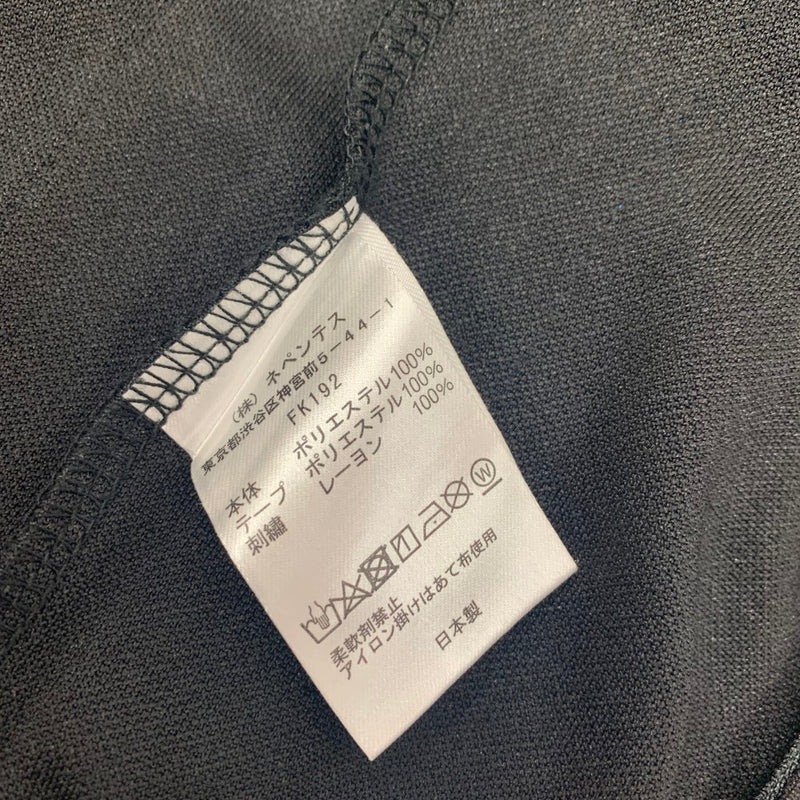 (株) ネペンテス
東京都渋谷区神宮前5-44-1
FK192
本体 ポリエステル100%
テープ ポリエステル100%
刺繍 レーヨン 100%
W
柔軟剤禁止
アイロン掛けはあて布使用
日本製